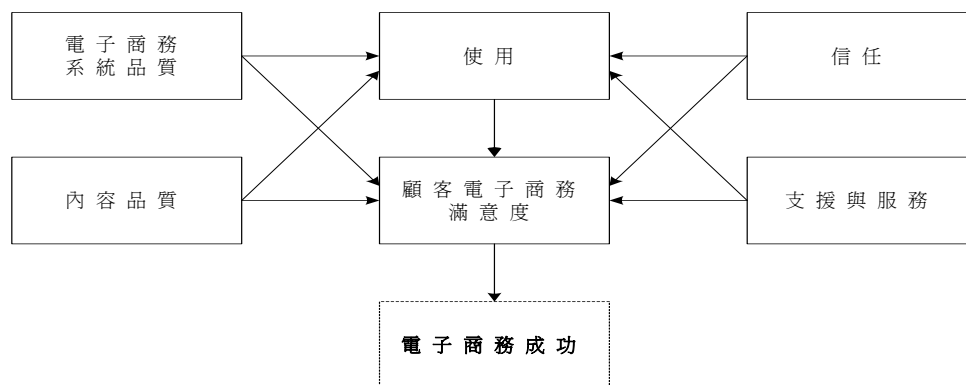 電子商務
系統品質
使用
信任
內容品質
顧客電子商務
滿意度
支援與服務
電子商務成功